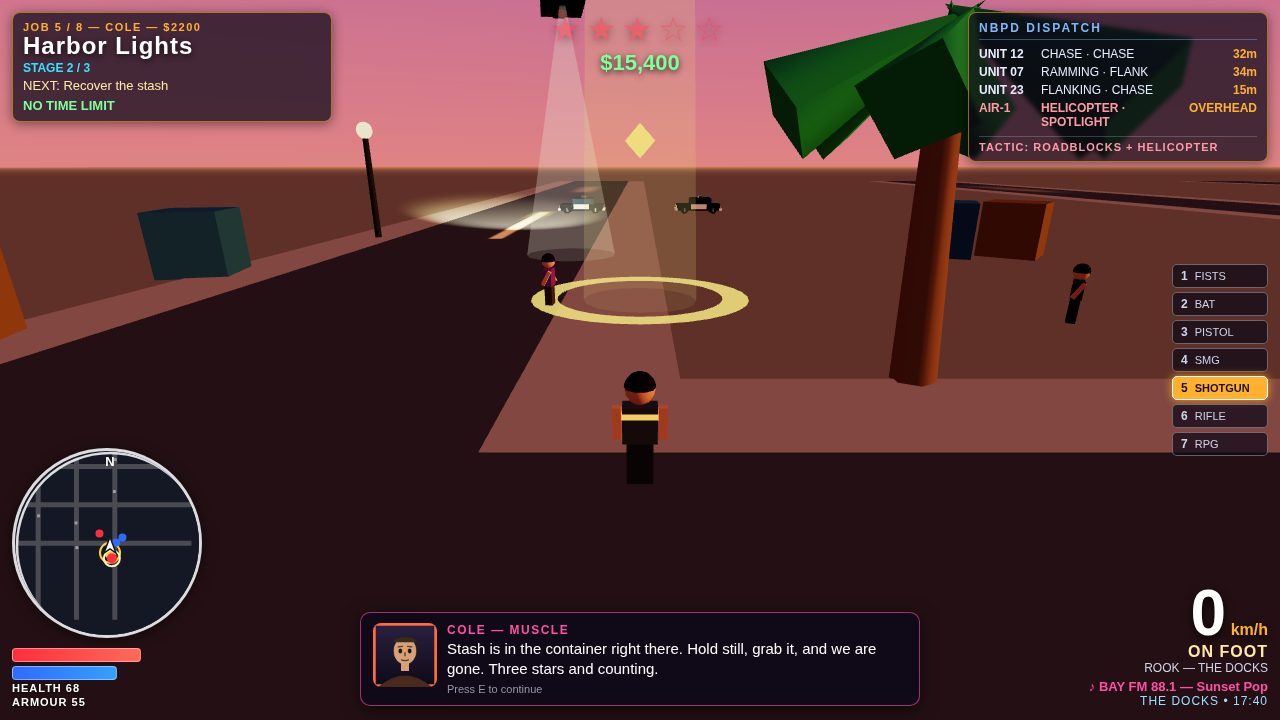 JOB 5 / 8 — COLE — $2200
Harbor Lights
STAGE 2 / 3
NEXT: Recover the stash
NO TIME LIMIT
★ ★ ★ ☆ ☆
$15,400
NBPD DISPATCH
UNIT 12 CHASE · CHASE 32m
UNIT 07 RAMMING · FLANK 34m
UNIT 23 FLANKING · CHASE 15m
AIR-1 HELICOPTER · OVERHEAD
SPOTLIGHT
TACTIC: ROADBLOCKS + HELICOPTER
1 FISTS
2 BAT
3 PISTOL
4 SMG
5 SHOTGUN
6 RIFLE
7 RPG
N
HEALTH 68
ARMOUR 55
COLE — MUSCLE
Stash is in the container right there. Hold still, grab it, and we are
gone. Three stars and counting.
Press E to continue
0 km/h
ON FOOT
ROOK — THE DOCKS
♪ BAY FM 88.1 — Sunset Pop
THE DOCKS • 17:40